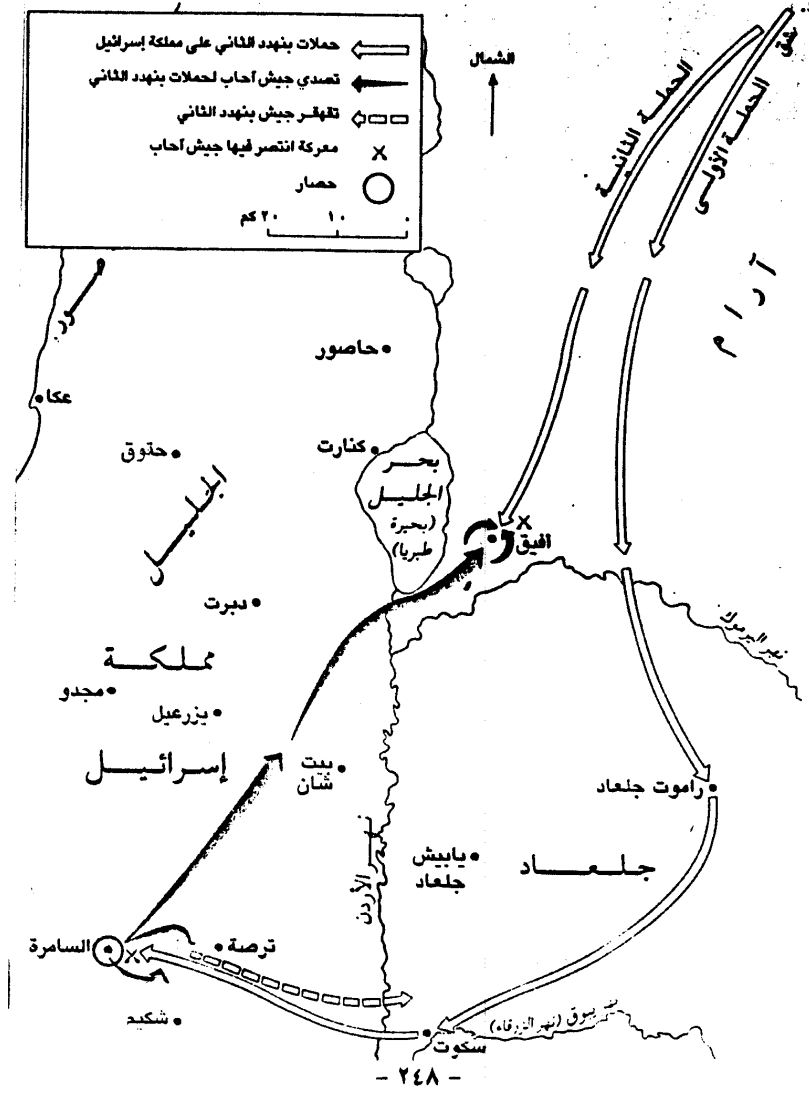 حملات بنهدد الثاني على مملكة إسرائيل
تصدي جيش آحاب لحملات بنهدد الثاني
تقهقر جيش بنهدد الثاني
معركة انتصر فيها جيش آحاب
X
حصار
٠ ١٠ ٢٠ كم
الشمال
شق
الحملة الأولى
الحملة الثانية
آرام
حاصور
عكا
كنارت
حتوق
بحر
الجليل
(بحيرة
طبريا)
الجليل
X
افيق
دبرت
نهر اليرموك
مملكة
مجدو
يزرعيل
إسرائيل
بيت
شان
راموت جلعاد
نهر الأردن
يابيش
جلعاد
جلعاد
السامرة
X
ترصة
شكيم
سكوت
يبوق (نهر الزرقاء)
- ٢٤٨ -